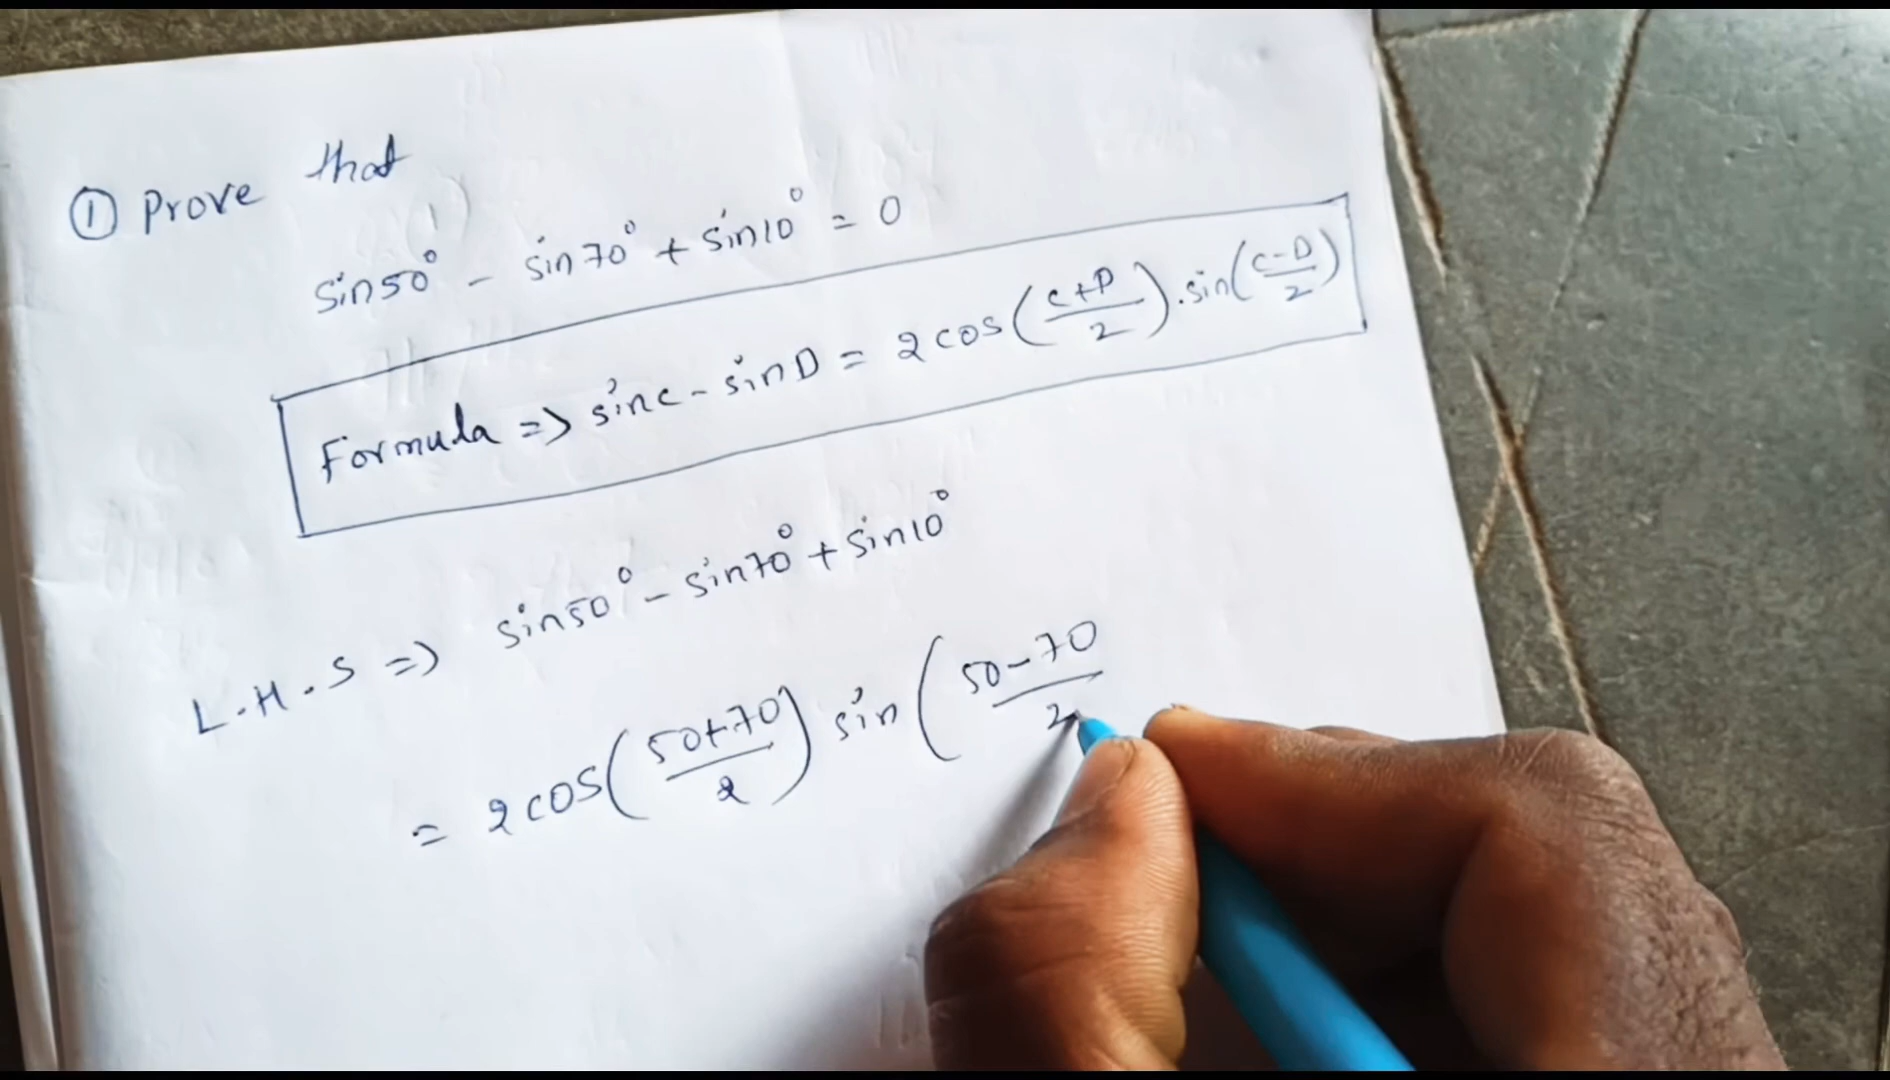 ① Prove that
sin50° - sin70° + sin10° = 0
Formula => sinc - sinD = 2cos((c+D)/2).sin((c-D)/2)
L.H.S => sin50° - sin70° + sin10°
= 2cos((50+70)/2) sin((50-70)/2